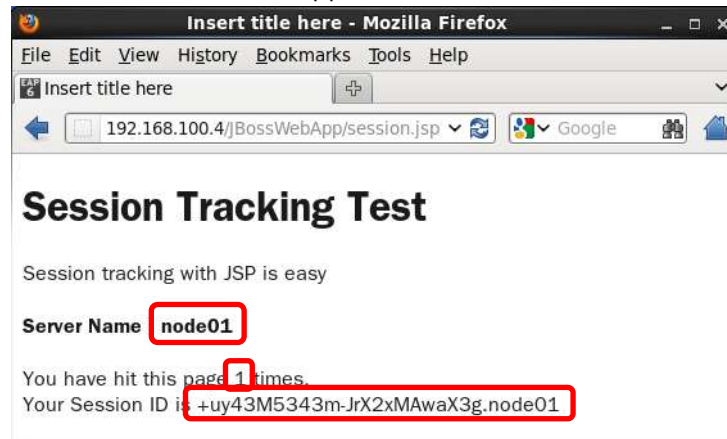 Insert title here - Mozilla Firefox
File Edit View History Bookmarks Tools Help
EAP 6 Insert title here
192.168.100.4/JBossWebApp/session.jsp Google
Session Tracking Test
Session tracking with JSP is easy
Server Name node01
You have hit this page 1 times.
Your Session ID is +uy43M5343m-JrX2xMAwaX3g.node01